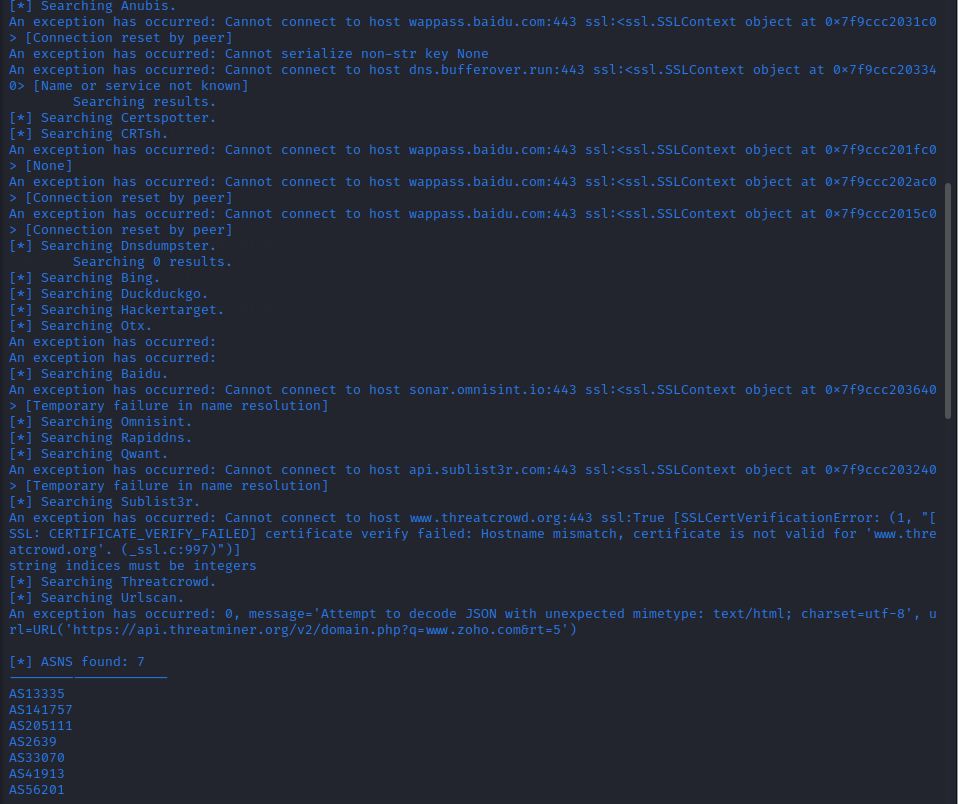 [*] Searching Anubis.
An exception has occurred: Cannot connect to host wappass.baidu.com:443 ssl:<ssl.SSLContext object at 0×7f9ccc2031c0
> [Connection reset by peer]
An exception has occurred: Cannot serialize non-str key None
An exception has occurred: Cannot connect to host dns.bufferover.run:443 ssl:<ssl.SSLContext object at 0×7f9ccc20334
0> [Name or service not known]
        Searching results.
[*] Searching Certspotter.
[*] Searching CRTsh.
An exception has occurred: Cannot connect to host wappass.baidu.com:443 ssl:<ssl.SSLContext object at 0×7f9ccc201fc0
> [None]
An exception has occurred: Cannot connect to host wappass.baidu.com:443 ssl:<ssl.SSLContext object at 0×7f9ccc202ac0
> [Connection reset by peer]
An exception has occurred: Cannot connect to host wappass.baidu.com:443 ssl:<ssl.SSLContext object at 0×7f9ccc2015c0
> [Connection reset by peer]
[*] Searching Dnsdumpster.
        Searching 0 results.
[*] Searching Bing.
[*] Searching Duckduckgo.
[*] Searching Hackertarget.
[*] Searching Otx.
An exception has occurred:
An exception has occurred:
[*] Searching Baidu.
An exception has occurred: Cannot connect to host sonar.omnisint.io:443 ssl:<ssl.SSLContext object at 0×7f9ccc203640
> [Temporary failure in name resolution]
[*] Searching Omnisint.
[*] Searching Rapiddns.
[*] Searching Qwant.
An exception has occurred: Cannot connect to host api.sublist3r.com:443 ssl:<ssl.SSLContext object at 0×7f9ccc203240
> [Temporary failure in name resolution]
[*] Searching Sublist3r.
An exception has occurred: Cannot connect to host www.threatcrowd.org:443 ssl:True [SSLCertVerificationError: (1, "[
SSL: CERTIFICATE_VERIFY_FAILED] certificate verify failed: Hostname mismatch, certificate is not valid for 'www.thre
atcrowd.org'. (_ssl.c:997)")]
string indices must be integers
[*] Searching Threatcrowd.
[*] Searching Urlscan.
An exception has occurred: 0, message='Attempt to decode JSON with unexpected mimetype: text/html; charset=utf-8', u
rl=URL('https://api.threatminer.org/v2/domain.php?q=www.zoho.com&rt=5')

[*] ASNS found: 7
--------------------
AS13335
AS141757
AS205111
AS2639
AS33070
AS41913
AS56201